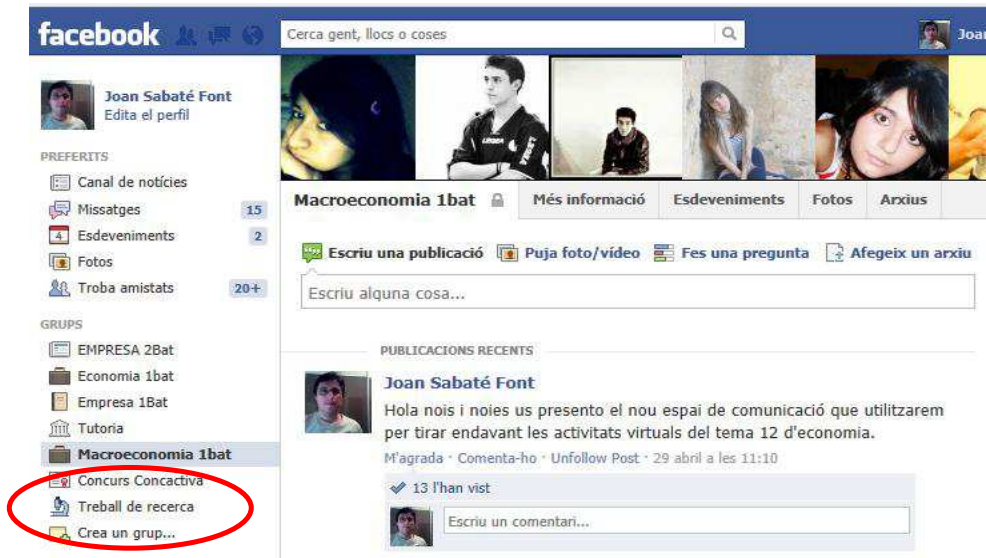 facebook
Cerca gent, llocs o coses
Joan Sabaté Font
Edita el perfil
PREFERITS
Canal de notícies
Missatges 15
Esdeveniments 2
Fotos
Troba amistats 20+
GRUPS
EMPRESA 2Bat
Economia 1bat
Empresa 1Bat
Tutoria
Macroeconomia 1bat
Concurs Concactiva
Treball de recerca
Crea un grup...
Macroeconomia 1bat Més informació Esdeveniments Fotos Arxius
Escriu una publicació Puja foto/vídeo Fes una pregunta Afegeix un arxiu
Escriu alguna cosa...
PUBLICACIONS RECENTS
Joan Sabaté Font
Hola nois i noies us presento el nou espai de comunicació que utilitzarem
per tirar endavant les activitats virtuals del tema 12 d'economia.
M'agrada · Comenta-ho · Unfollow Post · 29 abril a les 11:10
13 l'han vist
Escriu un comentari...